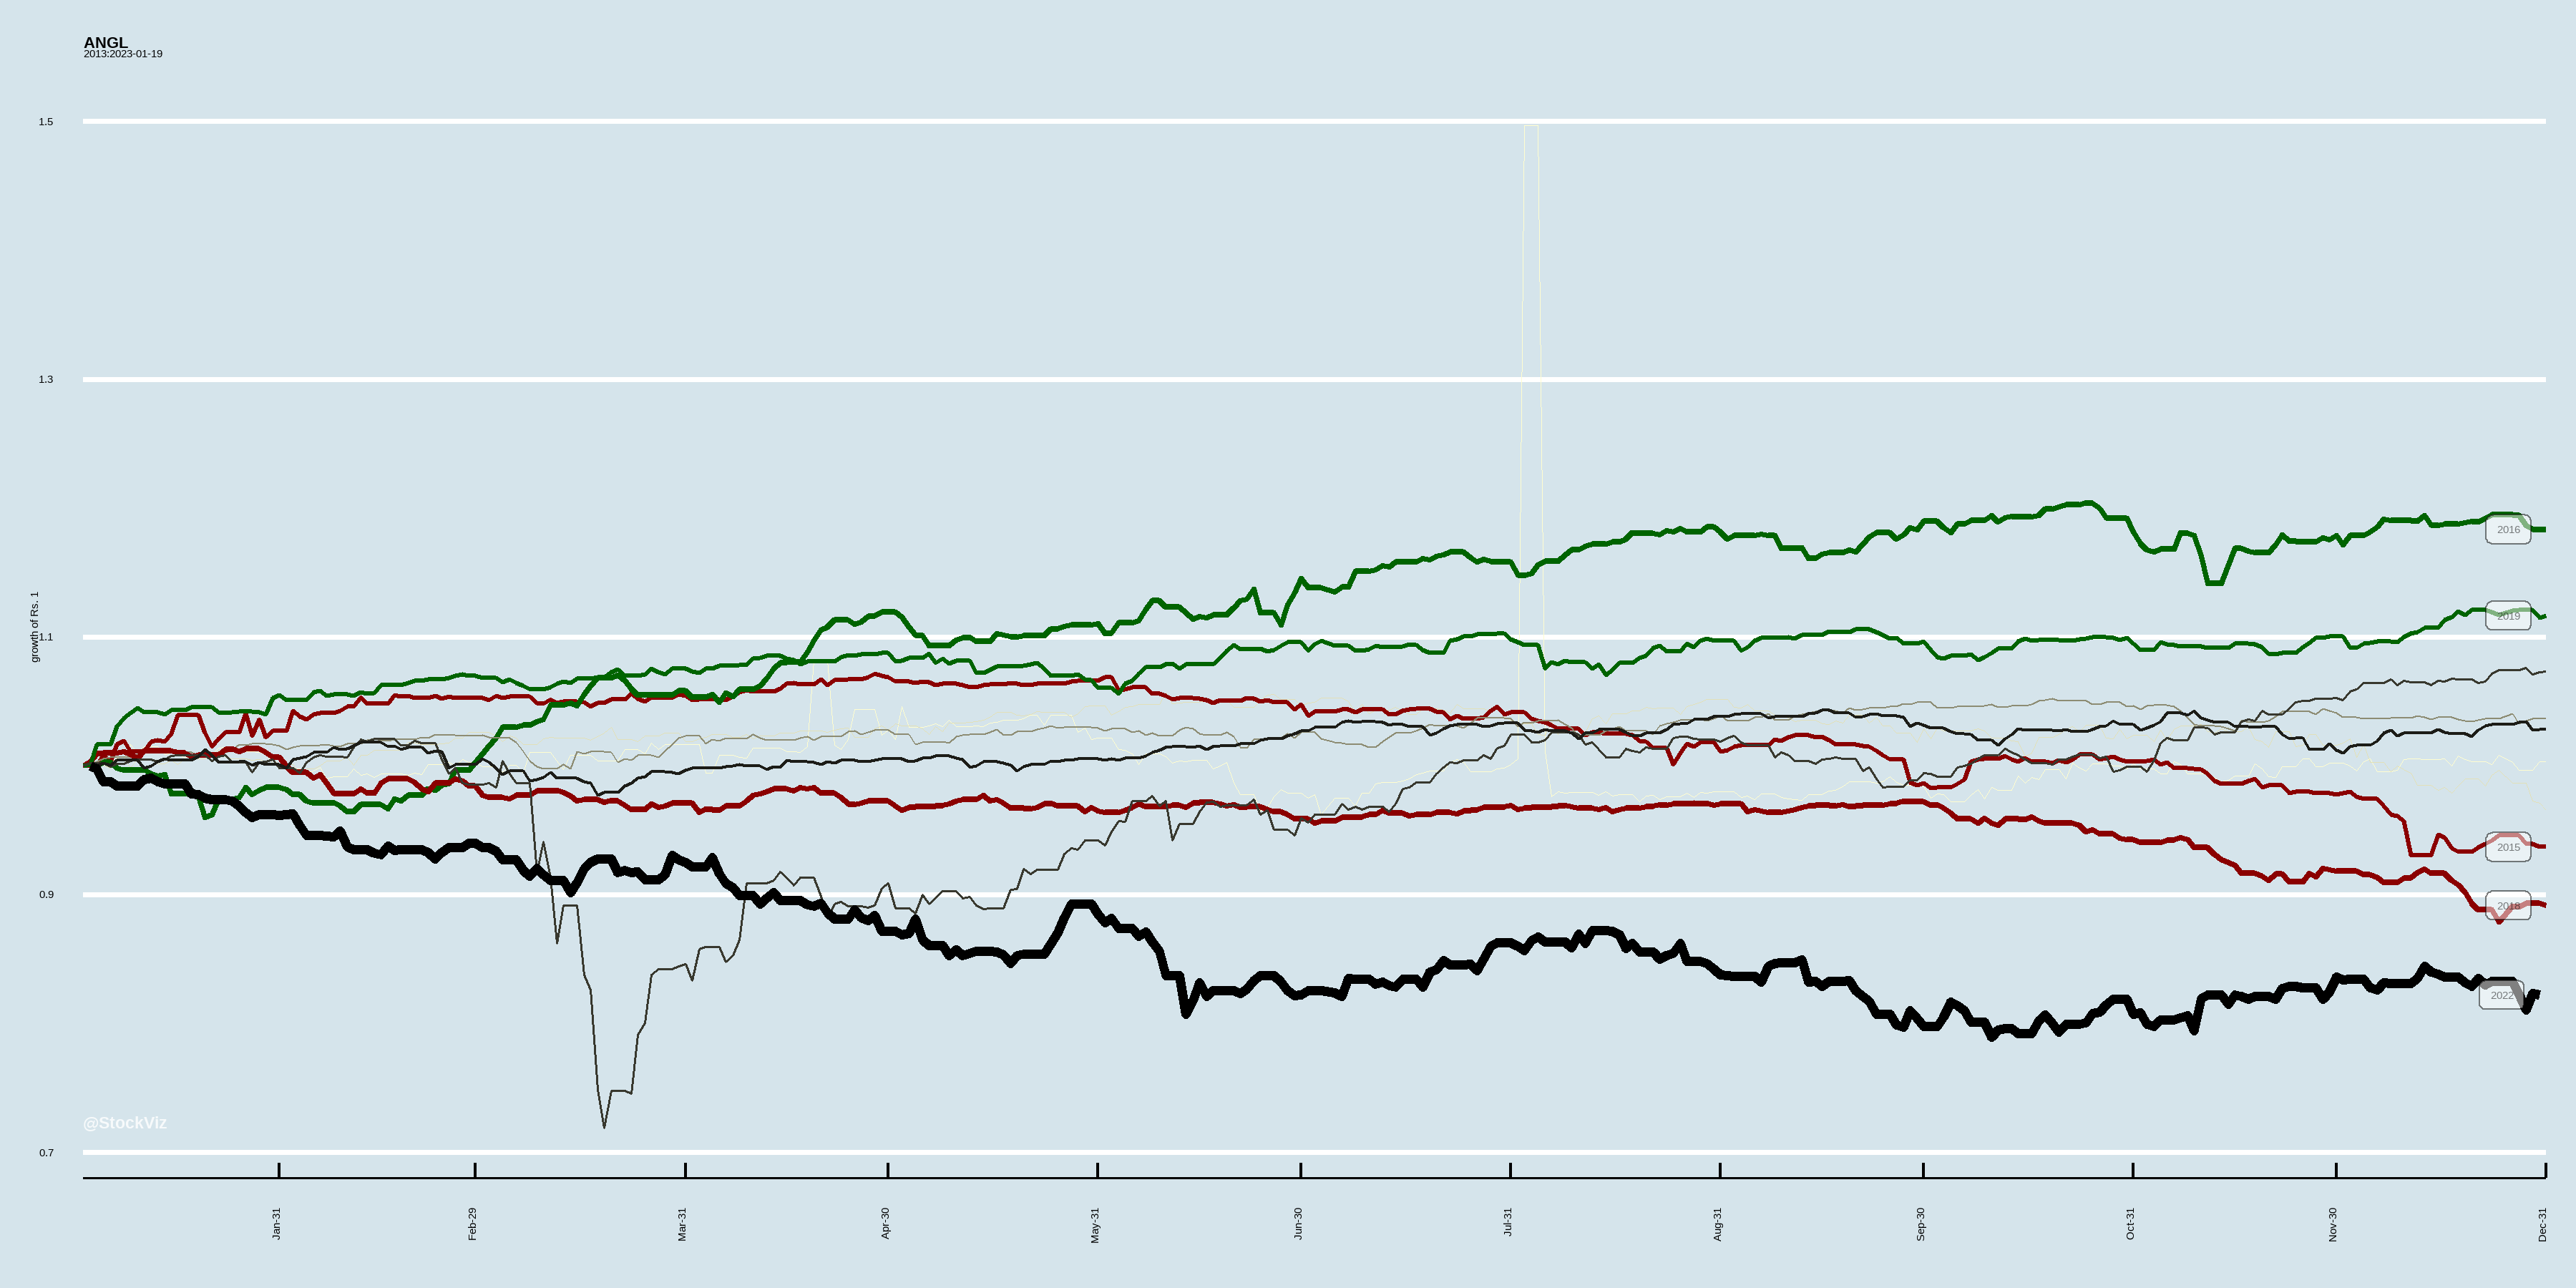 ANGL
2013:2023-01-19
1.5
1.3
1.1
0.9
0.7
growth of Rs. 1
2016
2019
2015
2018
2022
@StockViz
Jan-31
Feb-29
Mar-31
Apr-30
May-31
Jun-30
Jul-31
Aug-31
Sep-30
Oct-31
Nov-30
Dec-31